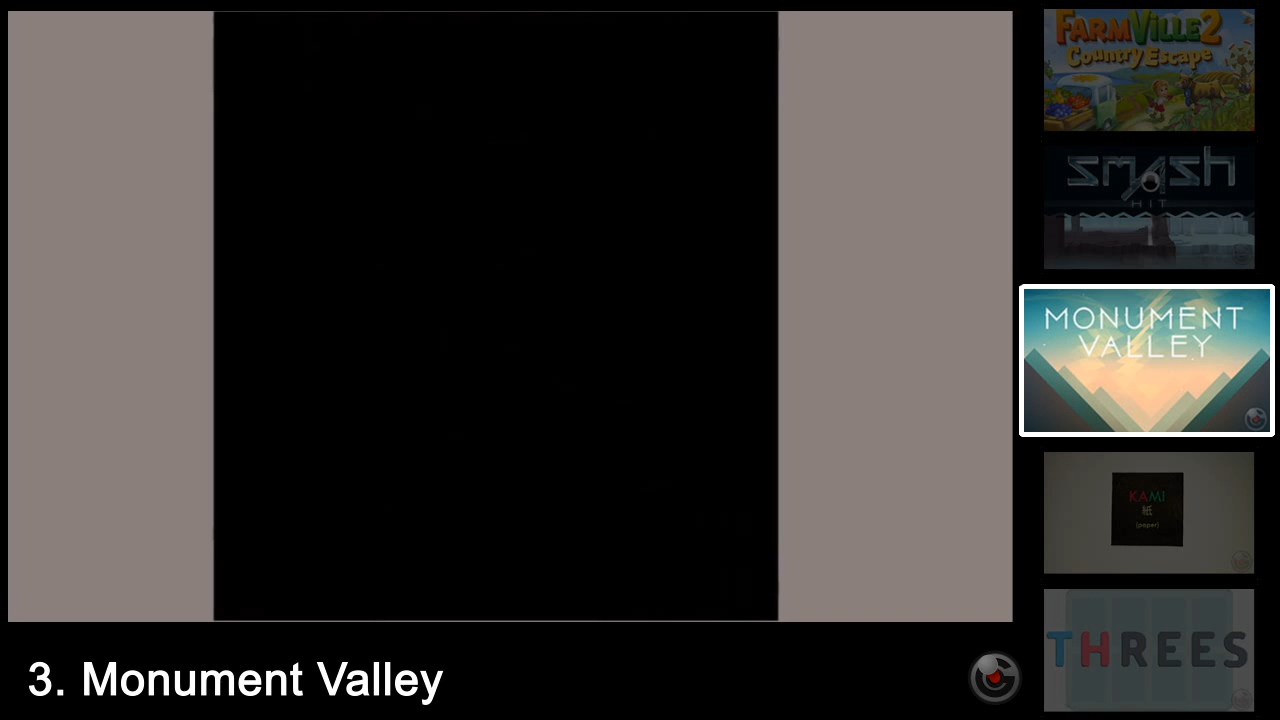 FARMVILLE 2
Country Escape
SMASH
HIT
MONUMENT
VALLEY
KAMI
紙
(paper)
THREES
3. Monument Valley